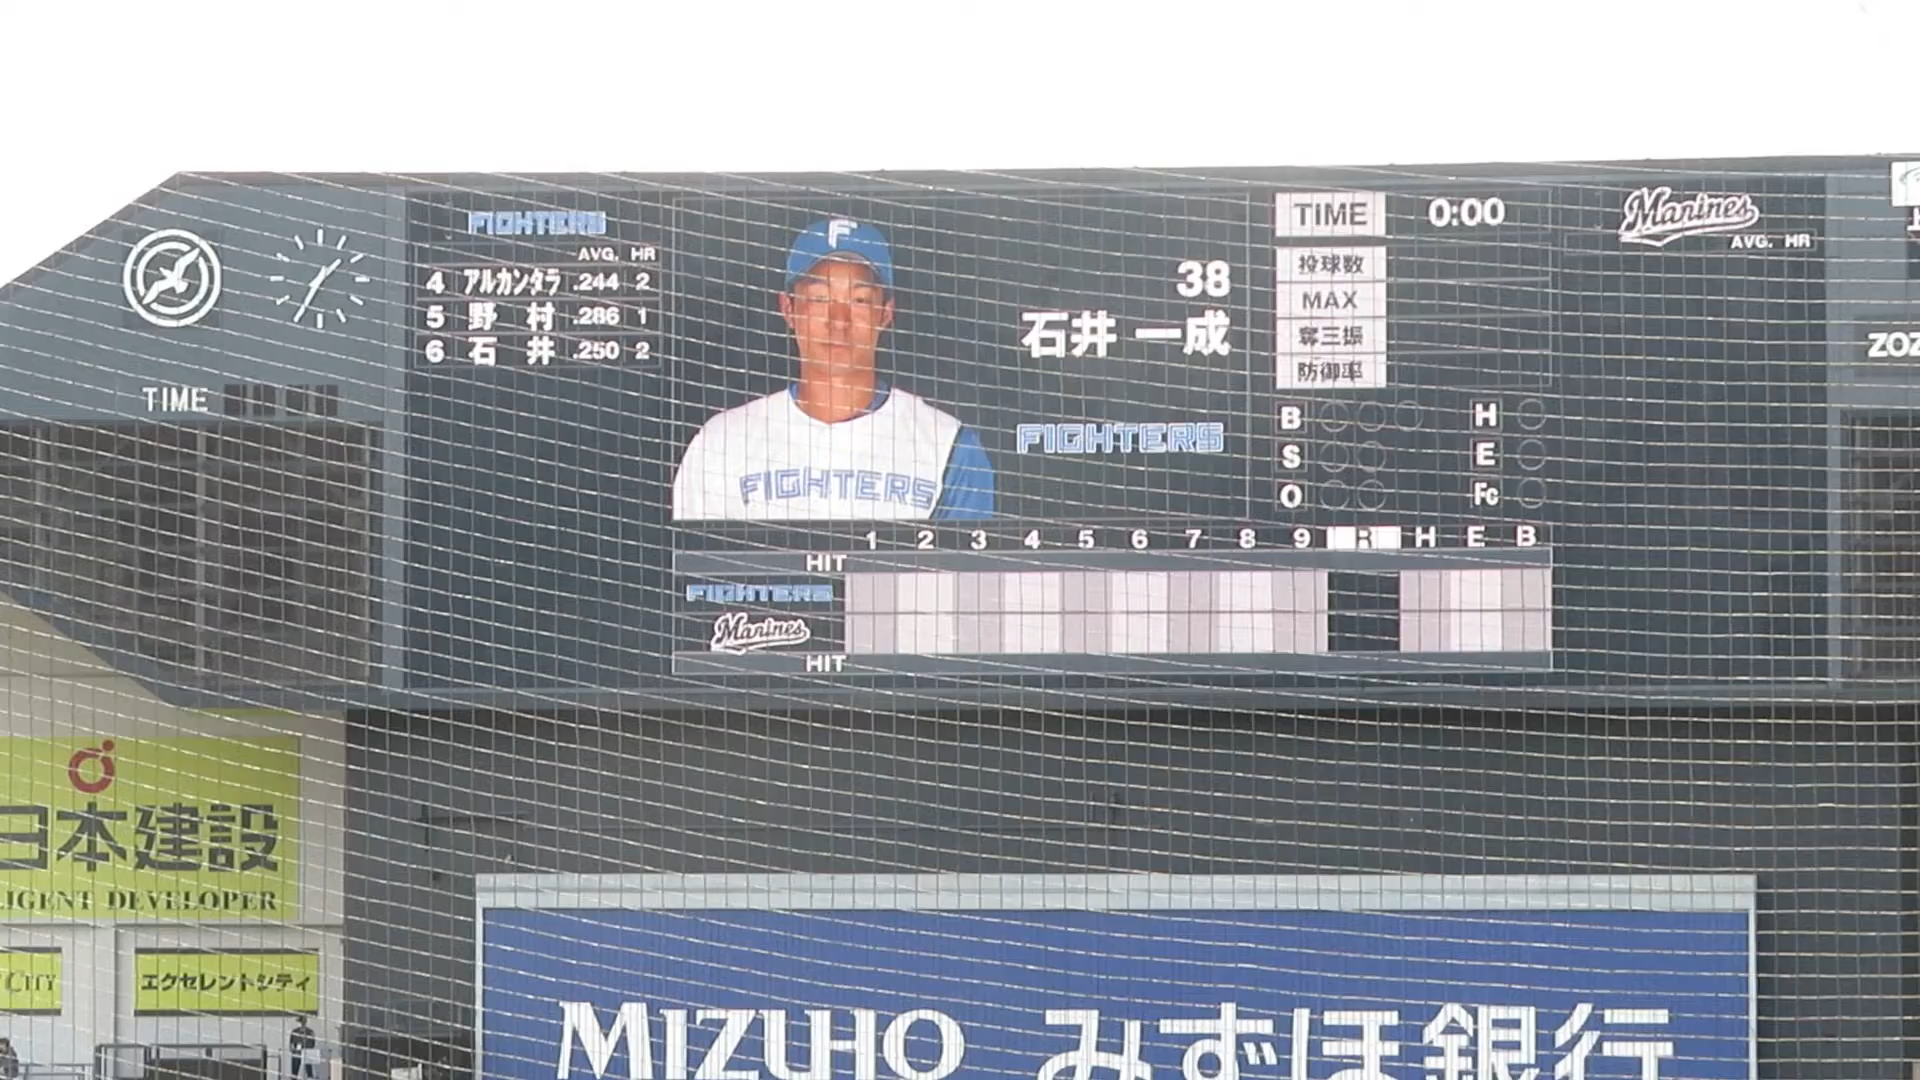 FIGHTERS
AVG. HR
4 アルカンタラ .244 2
5 野村 .286 1
6 石井 .250 2
TIME
F
FIGHTERS
38
石井 一成
FIGHTERS
TIME 0:00
投球数
MAX
奪三振
防御率
B H
S E
O Fc
Marines
AVG. HR
1 2 3 4 5 6 7 8 9 R H E B
HIT
FIGHTERS
Marines
HIT
ZOZ
日本建設
LIGENT DEVELOPER
CITY
エクセレントシティ
MIZUHO みずほ銀行